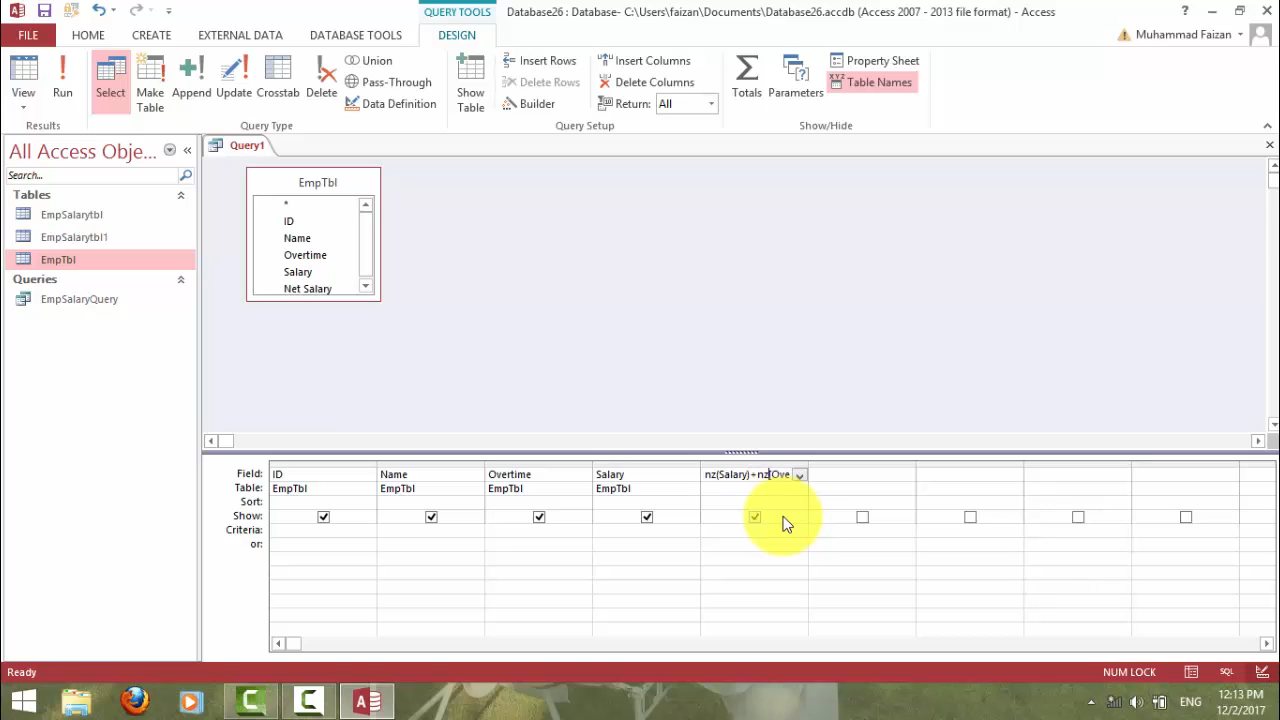 QUERY TOOLS
Database26 : Database- C:\Users\faizan\Documents\Database26.accdb (Access 2007 - 2013 file format) - Access
?
FILE
HOME
CREATE
EXTERNAL DATA
DATABASE TOOLS
DESIGN
Muhammad Faizan
View
Run
Results
Select
Make
Table
Append
Update
Crosstab
Delete
Union
Pass-Through
Data Definition
Query Type
Show
Table
Insert Rows
Delete Rows
Builder
Insert Columns
Delete Columns
Return: All
Query Setup
Totals
Parameters
Property Sheet
Table Names
Show/Hide
All Access Obje...
Search...
Tables
EmpSalarytbl
EmpSalarytbl1
EmpTbl
Queries
EmpSalaryQuery
Query1
EmpTbl
*
ID
Name
Overtime
Salary
Net Salary
Field: ID Name Overtime Salary nz(Salary)+nz(Ove
Table: EmpTbl EmpTbl EmpTbl EmpTbl
Sort:
Show:
Criteria:
or:
Ready
NUM LOCK
SQL
ENG
12:13 PM
12/2/2017